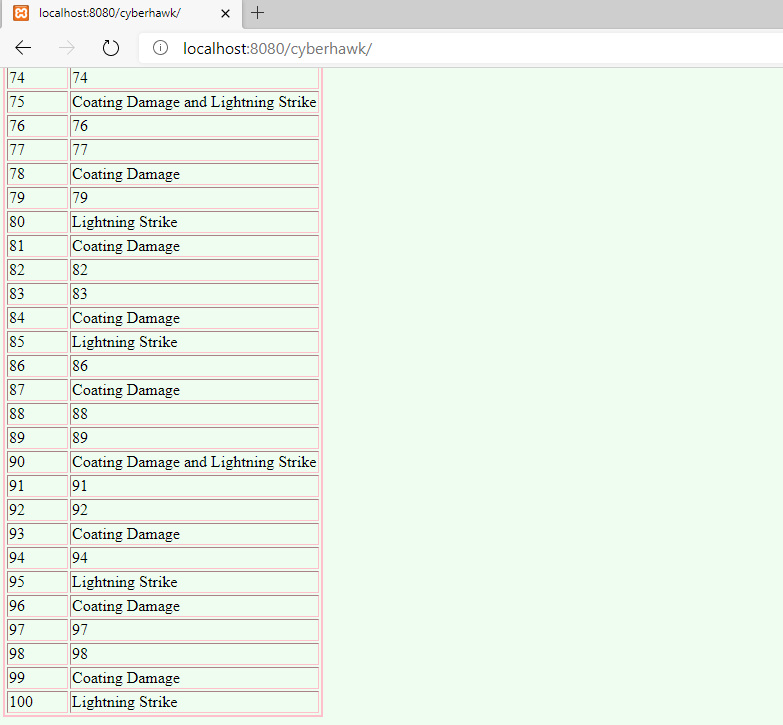 localhost:8080/cyberhawk/
localhost:8080/cyberhawk/
74 74
75 Coating Damage and Lightning Strike
76 76
77 77
78 Coating Damage
79 79
80 Lightning Strike
81 Coating Damage
82 82
83 83
84 Coating Damage
85 Lightning Strike
86 86
87 Coating Damage
88 88
89 89
90 Coating Damage and Lightning Strike
91 91
92 92
93 Coating Damage
94 94
95 Lightning Strike
96 Coating Damage
97 97
98 98
99 Coating Damage
100 Lightning Strike